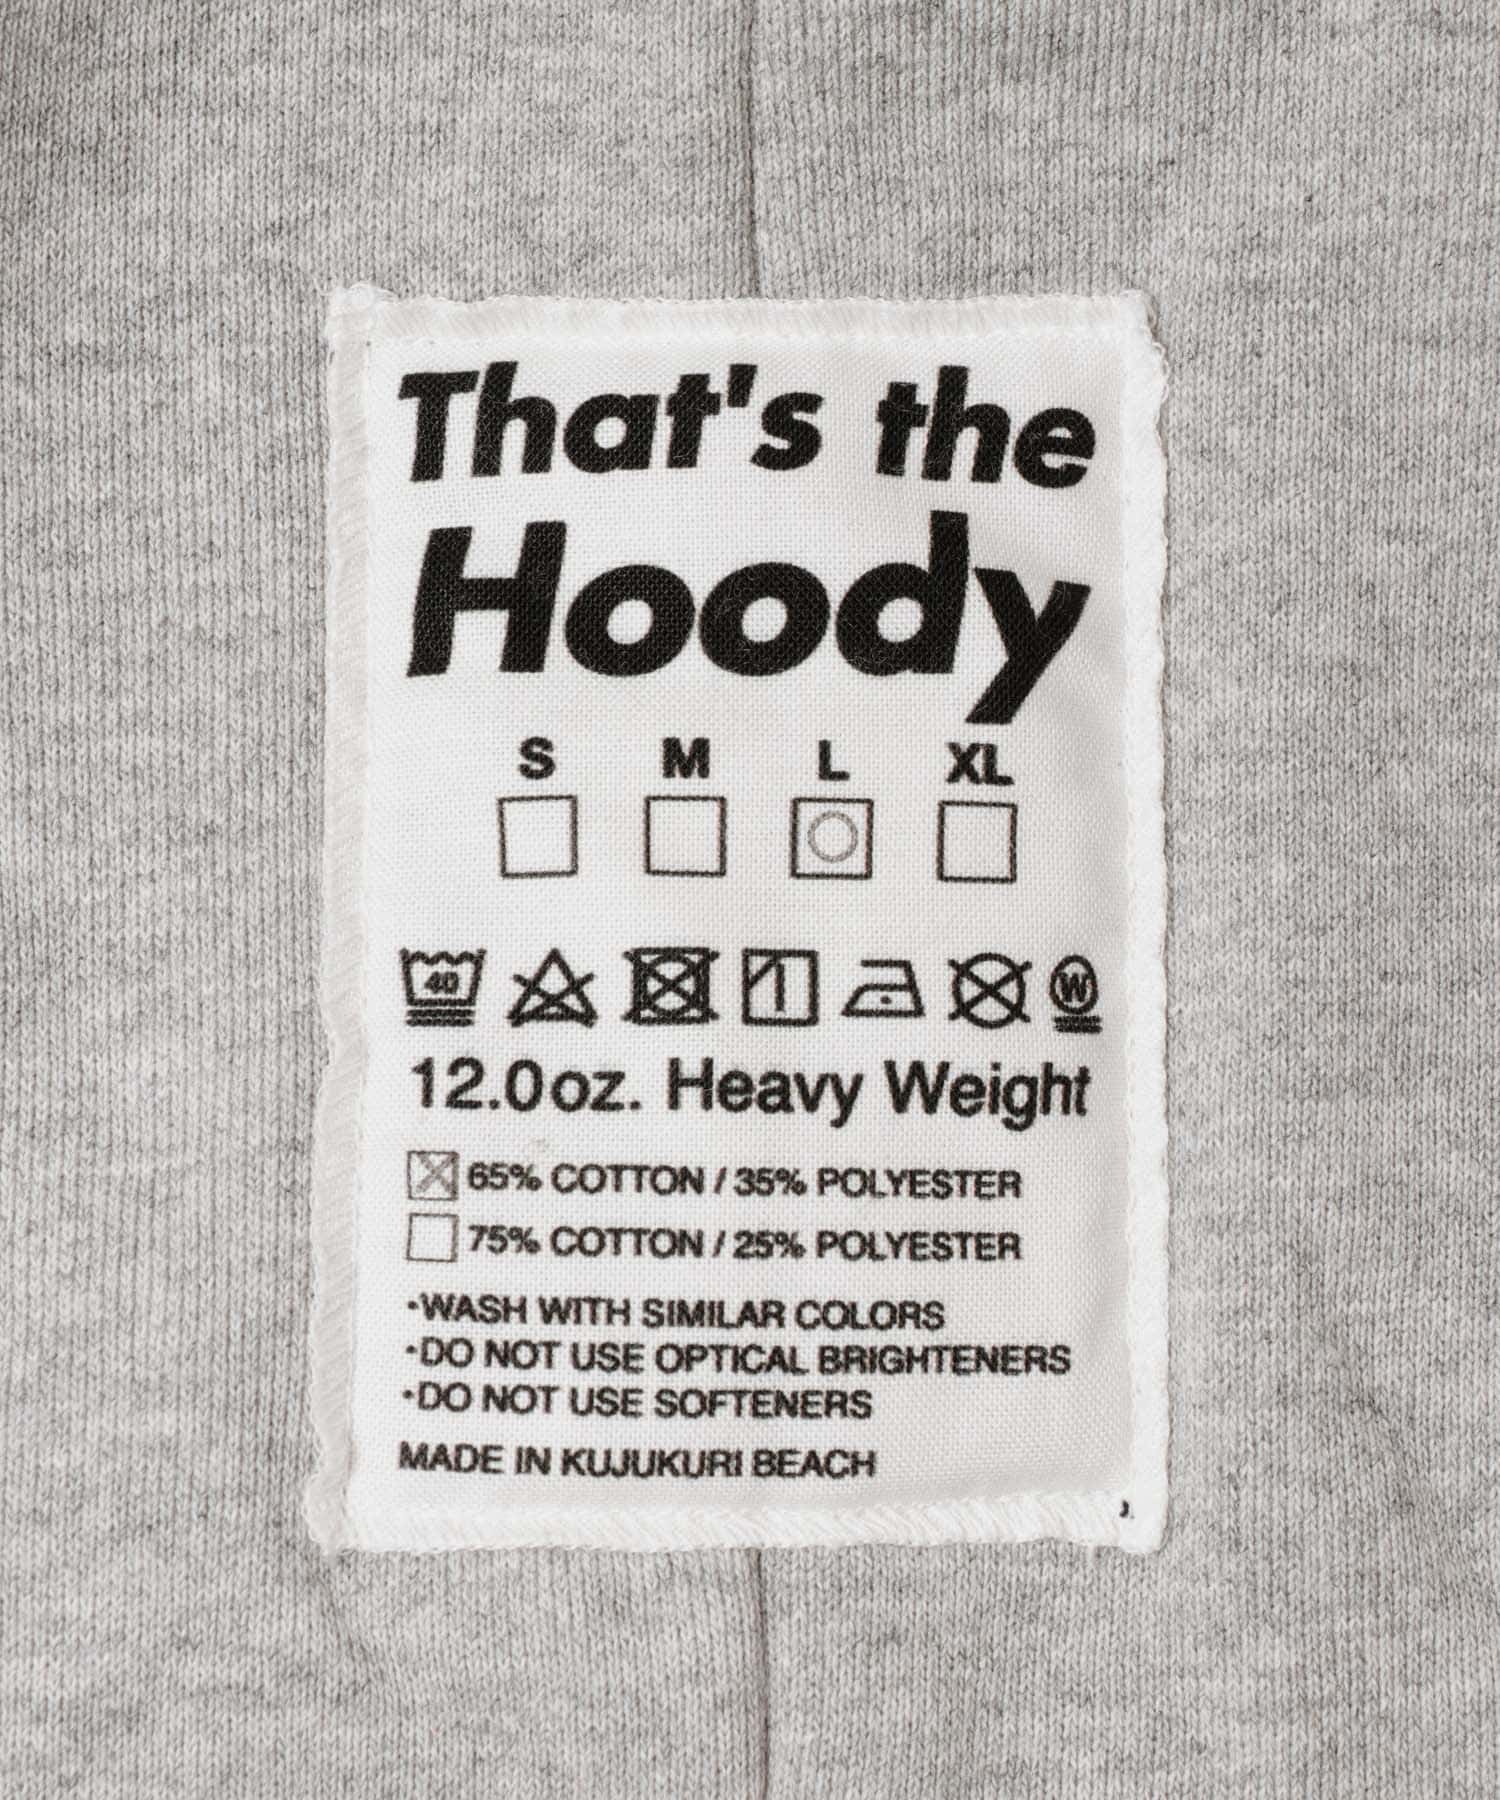 That's the
Hoody
S M L XL
40 W
12.0oz. Heavy Weight
65% COTTON / 35% POLYESTER
75% COTTON / 25% POLYESTER
·WASH WITH SIMILAR COLORS
·DO NOT USE OPTICAL BRIGHTENERS
·DO NOT USE SOFTENERS
MADE IN KUJUKURI BEACH